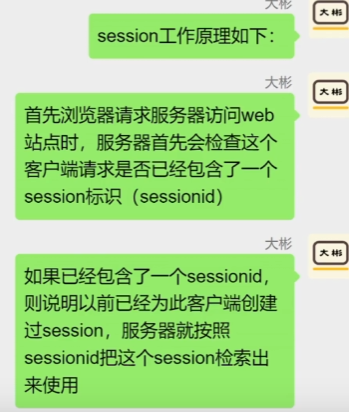 大彬
大彬
session工作原理如下：
大彬
大彬
首先浏览器请求服务器访问web
站点时，服务器首先会检查这个
客户端请求是否已经包含了一个
session标识（sessionid）
大彬
大彬
如果已经包含了一个sessionid，
则说明以前已经为此客户端创建
过session，服务器就按照
sessionid把这个session检索出
来使用